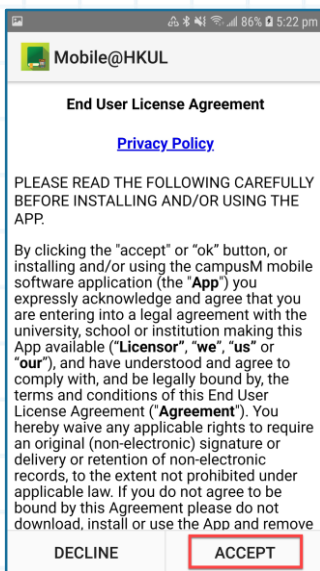 86% 5:22 pm
Mobile@HKUL
End User License Agreement
Privacy Policy
PLEASE READ THE FOLLOWING CAREFULLY
BEFORE INSTALLING AND/OR USING THE
APP.
By clicking the "accept" or “ok” button, or
installing and/or using the campusM mobile
software application (the "App") you
expressly acknowledge and agree that you
are entering into a legal agreement with the
university, school or institution making this
App available (“Licensor”, “we”, “us” or
“our”), and have understood and agree to
comply with, and be legally bound by, the
terms and conditions of this End User
License Agreement ("Agreement"). You
hereby waive any applicable rights to require
an original (non-electronic) signature or
delivery or retention of non-electronic
records, to the extent not prohibited under
applicable law. If you do not agree to be
bound by this Agreement please do not
download, install or use the App and remove
DECLINE ACCEPT